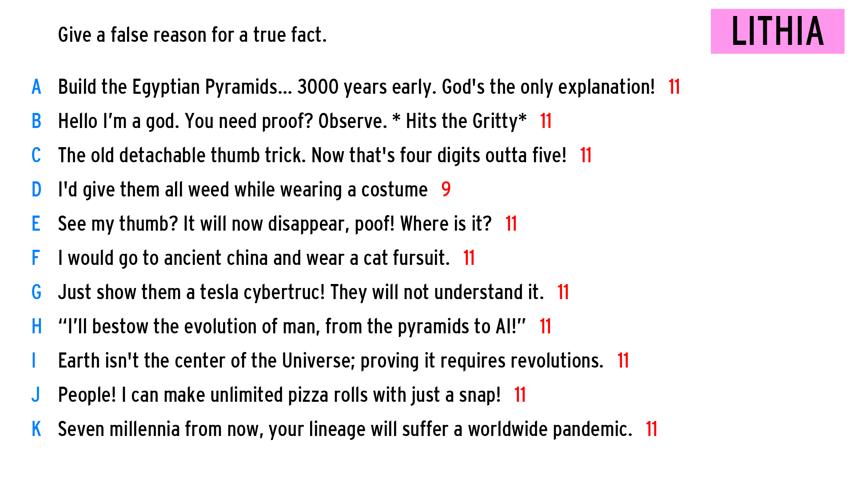 Give a false reason for a true fact.
LITHIA
A Build the Egyptian Pyramids... 3000 years early. God's the only explanation! 11
B Hello I’m a god. You need proof? Observe. * Hits the Gritty* 11
C The old detachable thumb trick. Now that's four digits outta five! 11
D I'd give them all weed while wearing a costume 9
E See my thumb? It will now disappear, poof! Where is it? 11
F I would go to ancient china and wear a cat fursuit. 11
G Just show them a tesla cybertruc! They will not understand it. 11
H “I’ll bestow the evolution of man, from the pyramids to AI!” 11
I Earth isn't the center of the Universe; proving it requires revolutions. 11
J People! I can make unlimited pizza rolls with just a snap! 11
K Seven millennia from now, your lineage will suffer a worldwide pandemic. 11